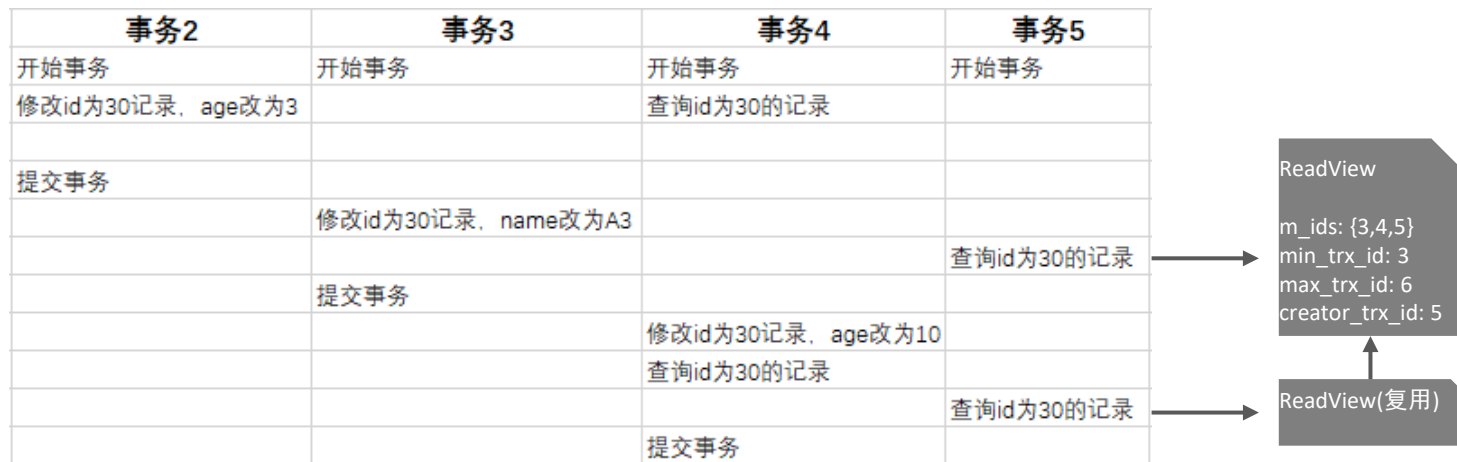 事务2 事务3 事务4 事务5
开始事务 开始事务 开始事务 开始事务
修改id为30记录，age改为3 查询id为30的记录
提交事务
修改id为30记录，name改为A3
查询id为30的记录
提交事务
修改id为30记录，age改为10
查询id为30的记录
查询id为30的记录
提交事务
ReadView
m_ids: {3,4,5}
min_trx_id: 3
max_trx_id: 6
creator_trx_id: 5
ReadView(复用)